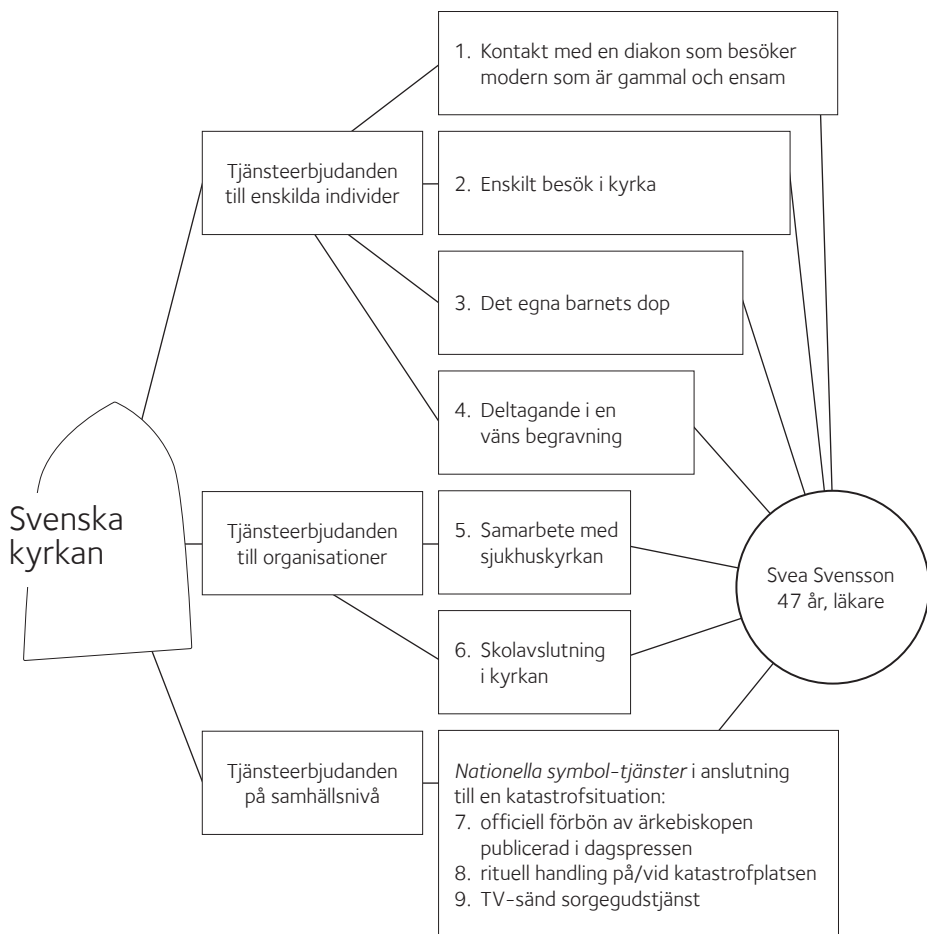 1. Kontakt med en diakon som besöker
modern som är gammal och ensam
Tjänsteerbjudanden
till enskilda individer
2. Enskilt besök i kyrka
3. Det egna barnets dop
4. Deltagande i en
väns begravning
Svenska
kyrkan
Tjänsteerbjudanden
till organisationer
5. Samarbete med
sjukhuskyrkan
Svea Svensson
47 år, läkare
6. Skolavslutning
i kyrkan
Tjänsteerbjudanden
på samhällsnivå
Nationella symbol-tjänster i anslutning
till en katastrofsituation:
7. officiell förbön av ärkebiskopen
publicerad i dagspressen
8. rituell handling på/vid katastrofplatsen
9. TV-sänd sorgegudstjänst